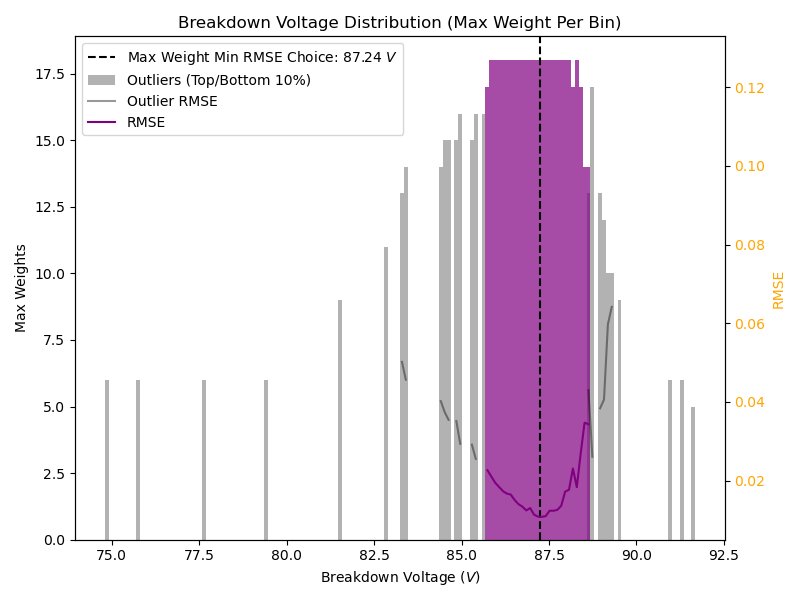 Breakdown Voltage Distribution (Max Weight Per Bin)
Max Weight Min RMSE Choice: 87.24 V
Outliers (Top/Bottom 10%)
Outlier RMSE
RMSE
17.5
15.0
12.5
10.0
7.5
5.0
2.5
0.0
Max Weights
0.12
0.10
0.08
0.06
0.04
0.02
RMSE
75.0 77.5 80.0 82.5 85.0 87.5 90.0 92.5
Breakdown Voltage (V)